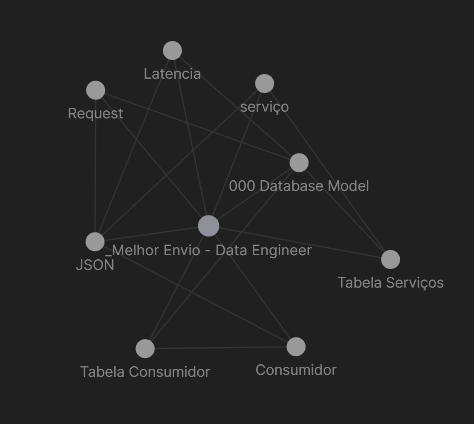 Latencia
serviço
Request
000 Database Model
_Melhor Envio - Data Engineer
JSON
Tabela Serviços
Tabela Consumidor
Consumidor